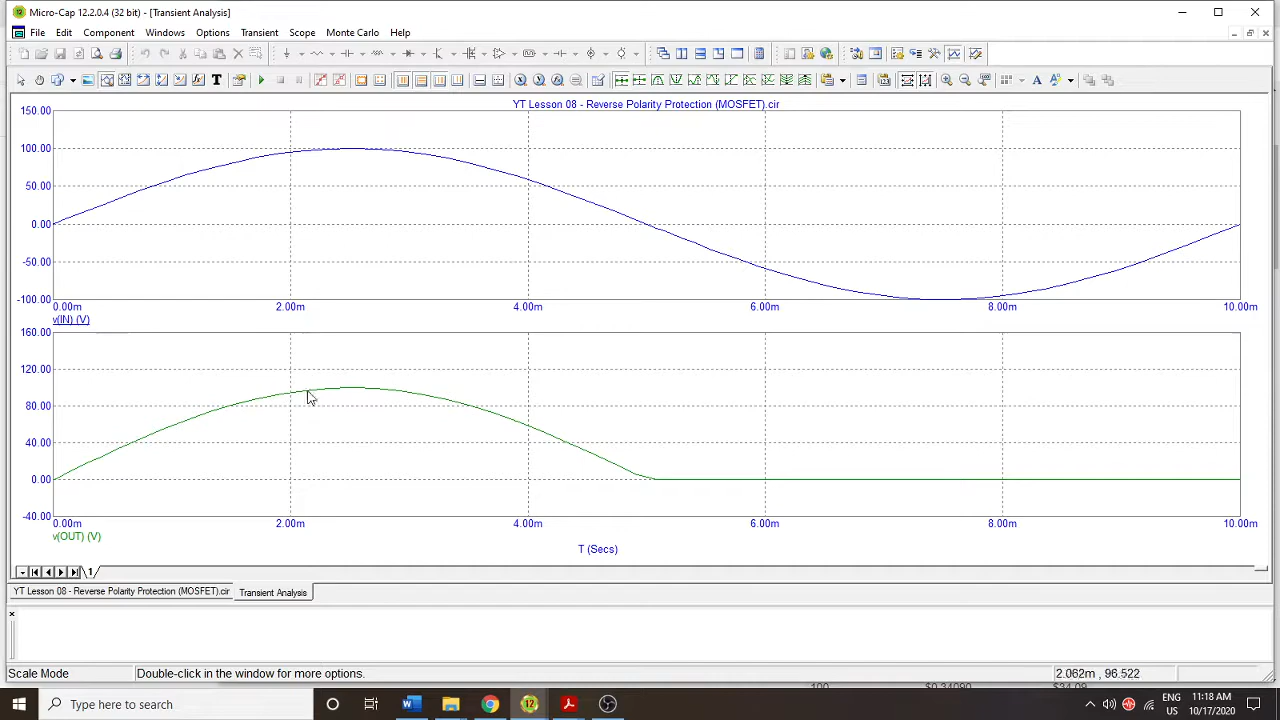 Micro-Cap 12.2.0.4 (32 bit) - [Transient Analysis]
File Edit Component Windows Options Transient Scope Monte Carlo Help
YT Lesson 08 - Reverse Polarity Protection (MOSFET).cir
150.00
100.00
50.00
0.00
-50.00
-100.00
0.00m 2.00m 4.00m 6.00m 8.00m 10.00m
v(IN) (V)
160.00
120.00
80.00
40.00
0.00
-40.00
0.00m 2.00m 4.00m 6.00m 8.00m 10.00m
v(OUT) (V)
T (Secs)
1
YT Lesson 08 - Reverse Polarity Protection (MOSFET).cir Transient Analysis
Scale Mode Double-click in the window for more options. 2.062m , 96.522
Type here to search
ENG 11:18 AM
US 10/17/2020